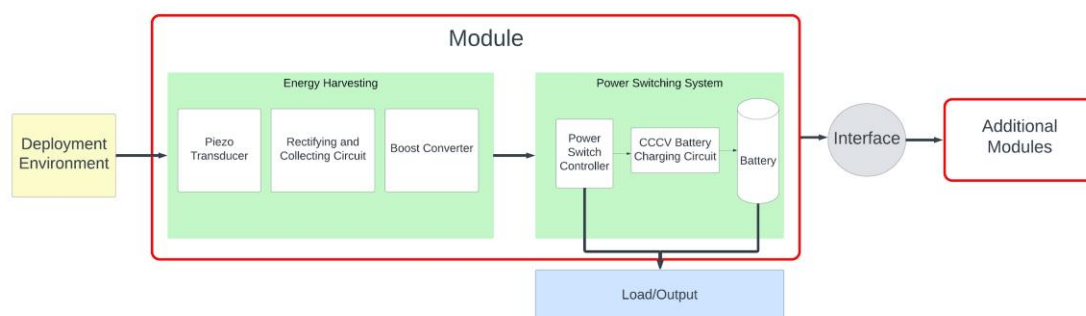 Module
Energy Harvesting
Power Switching System
Deployment
Environment
Piezo
Transducer
Rectifying and
Collecting Circuit
Boost Converter
Power
Switch
Controller
CCCV Battery
Charging Circuit
Battery
Interface
Additional
Modules
Load/Output